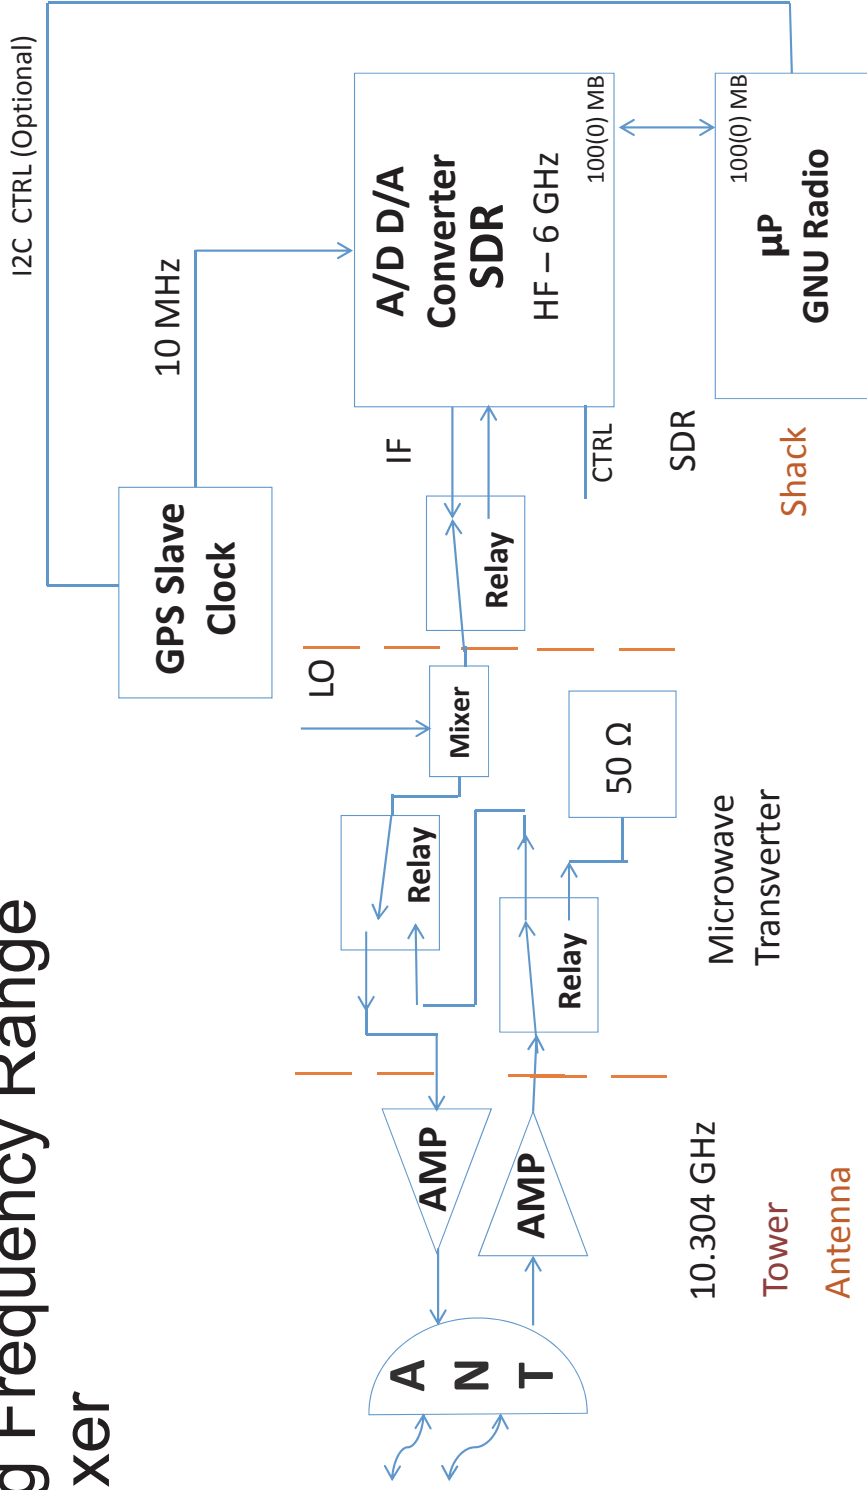 g Frequency Range
xer
I2C CTRL (Optional)
10 MHz
GPS Slave
Clock
A/D D/A
Converter
SDR
HF – 6 GHz
100(0) MB
100(0) MB
µP
GNU Radio
IF
CTRL
SDR
Shack
Relay
LO
Mixer
50 Ω
Relay
Relay
Microwave
Transverter
AMP
AMP
10.304 GHz
Tower
Antenna
A
N
T